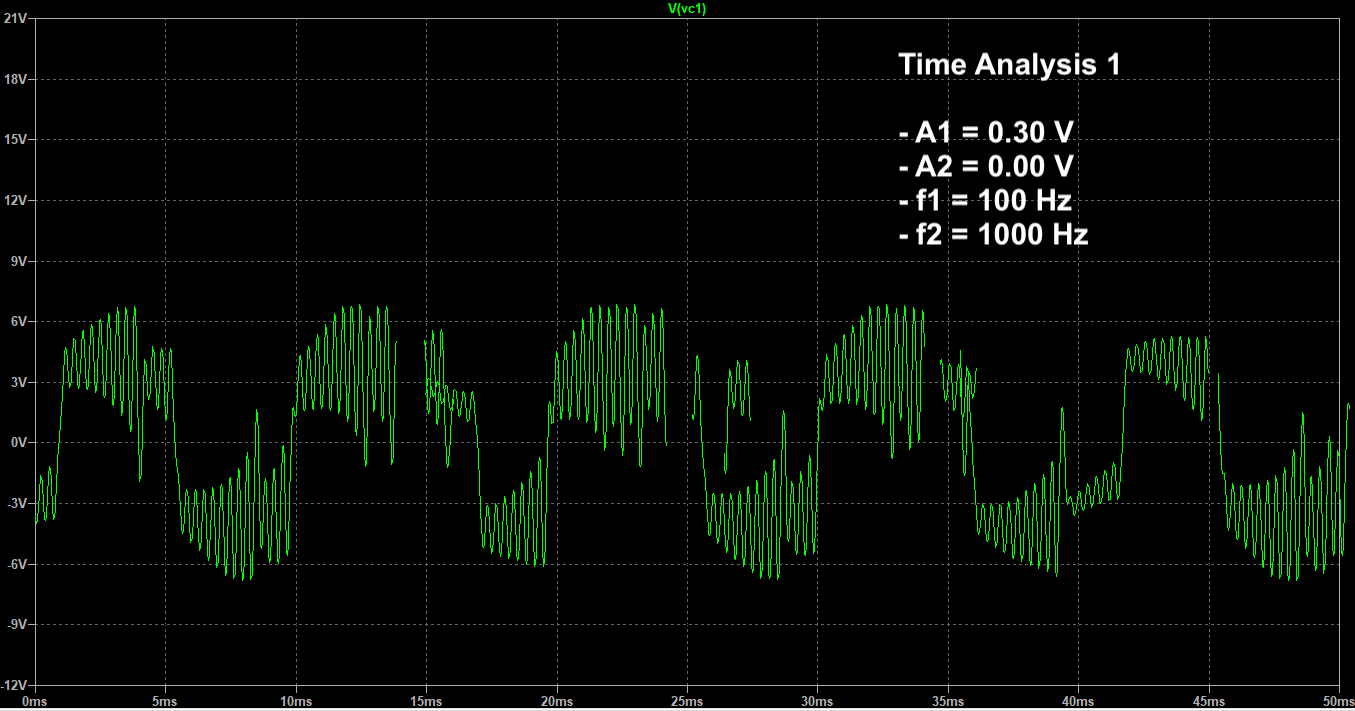 V(vc1)
21V
18V
15V
12V
9V
6V
3V
0V
-3V
-6V
-9V
-12V
0ms 5ms 10ms 15ms 20ms 25ms 30ms 35ms 40ms 45ms 50ms
Time Analysis 1
- A1 = 0.30 V
- A2 = 0.00 V
- f1 = 100 Hz
- f2 = 1000 Hz